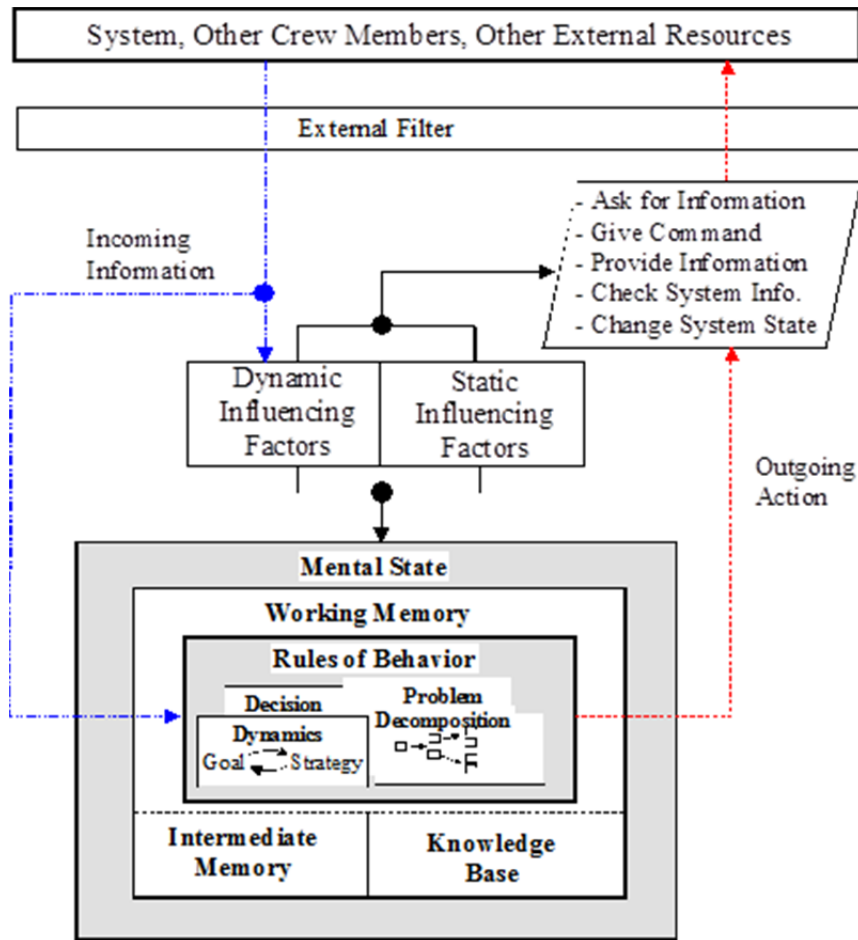 System, Other Crew Members, Other External Resources
External Filter
Incoming
Information
- Ask for Information
- Give Command
- Provide Information
- Check System Info.
- Change System State
Dynamic
Influencing
Factors
Static
Influencing
Factors
Outgoing
Action
Mental State
Working Memory
Rules of Behavior
Decision
Dynamics
Goal
Strategy
Problem
Decomposition
Intermediate
Memory
Knowledge
Base